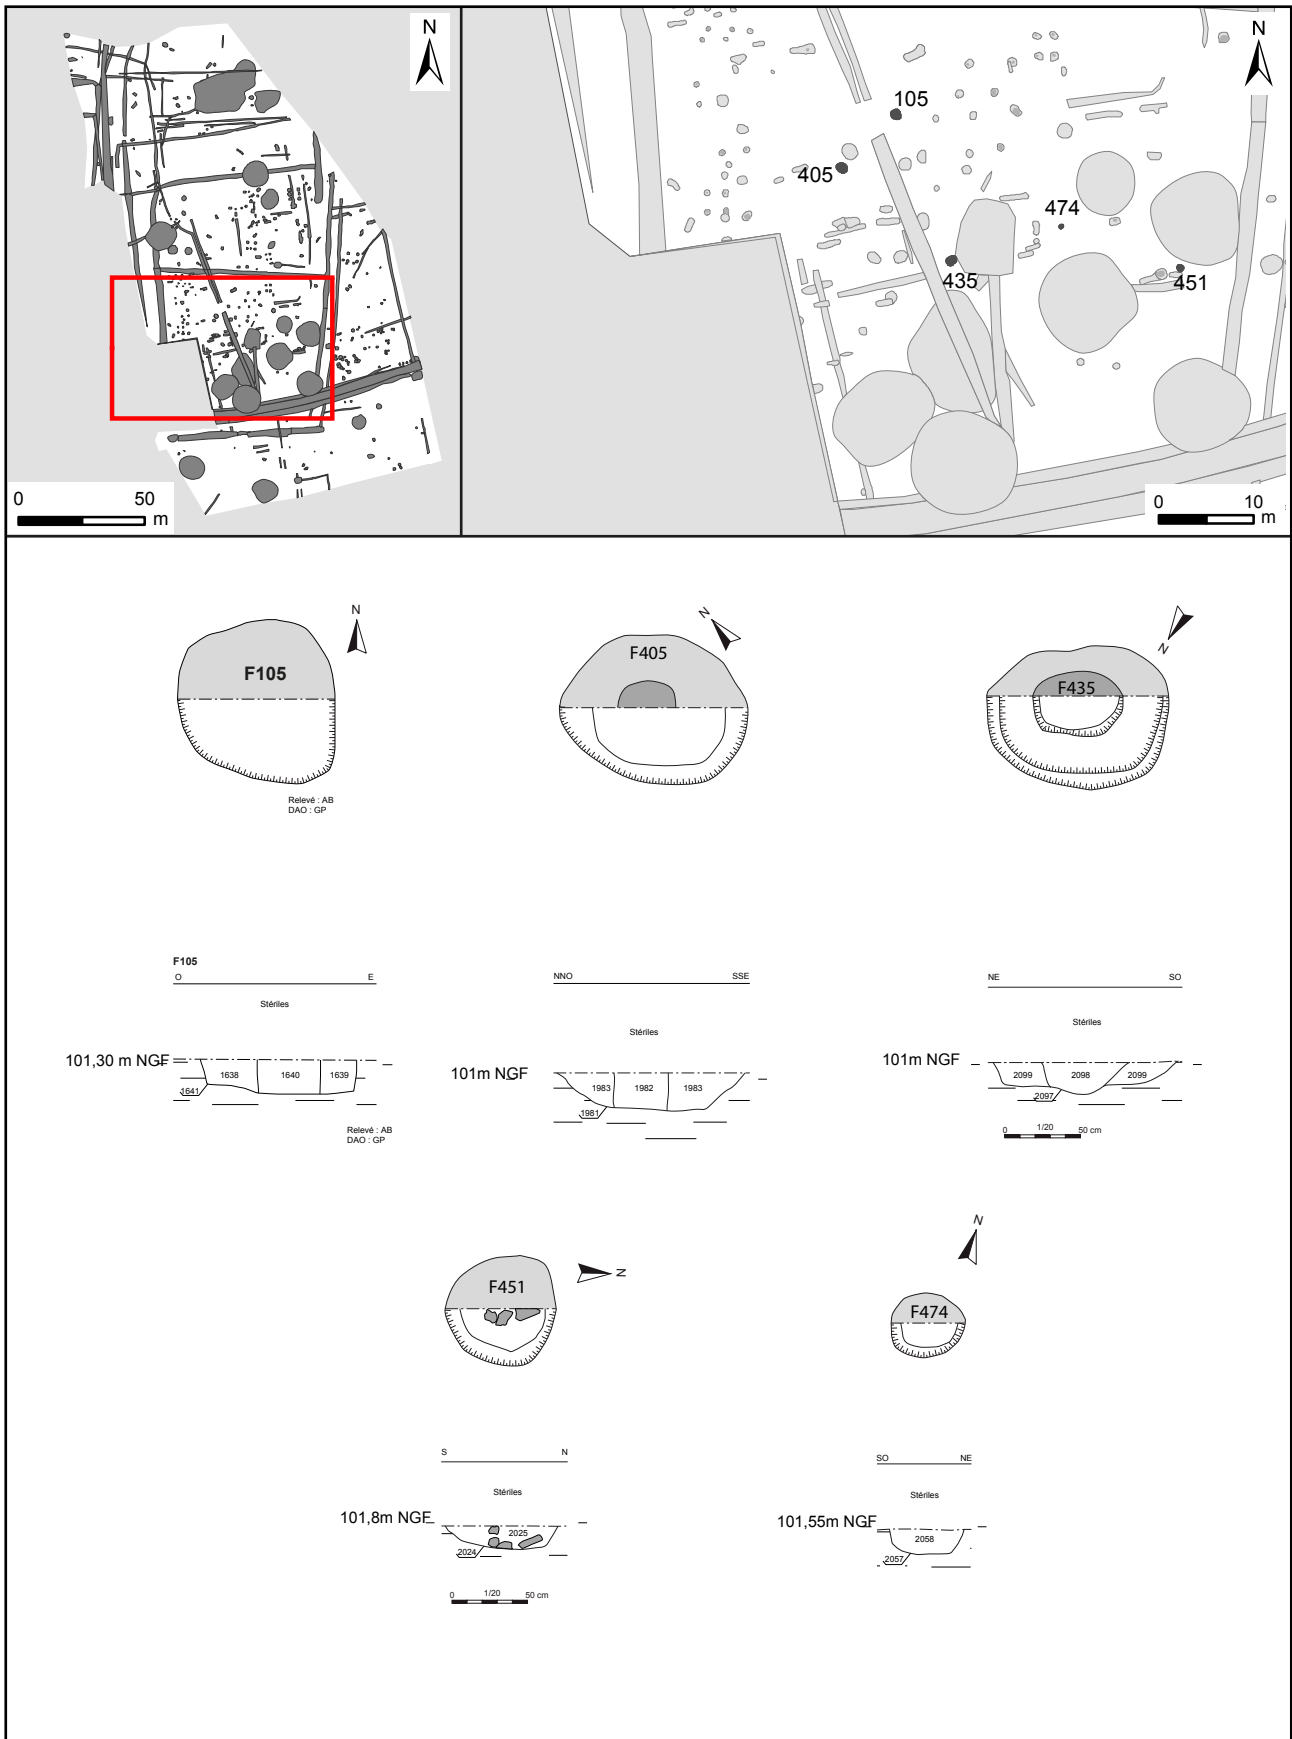 N
0 50
m
N
105
405
474
435
451
0 10
m
N
F105
Relevé : AB
DAO : GP
N
F405
N
F435
F105
O E
Stériles
101,30 m NGF
1638 1640 1639
1641
Relevé : AB
DAO : GP
NNO SSE
Stériles
101m NGF
1983 1982 1983
1981
NE SO
Stériles
101m NGF
2099 2098 2099
2097
0 1/20 50 cm
F451
N
N
F474
S N
Stériles
101,8m NGF
2025
2024
0 1/20 50 cm
SO NE
Stériles
101,55m NGF
2058
2057